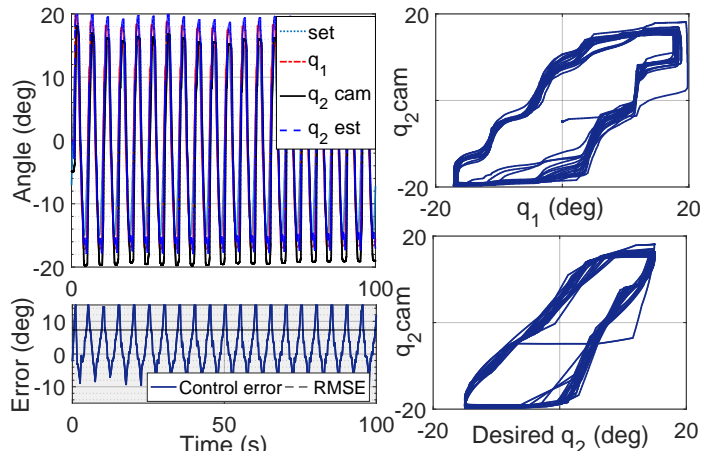 20
10
0
-10
-20
0
100
Angle (deg)
set
q1
q2 cam
q2 est
20
-20
-20
20
q2cam
q1 (deg)
10
0
-10
0
50
100
Error (deg)
Control error
RMSE
Time (s)
20
-20
-20
20
q2cam
Desired q2 (deg)